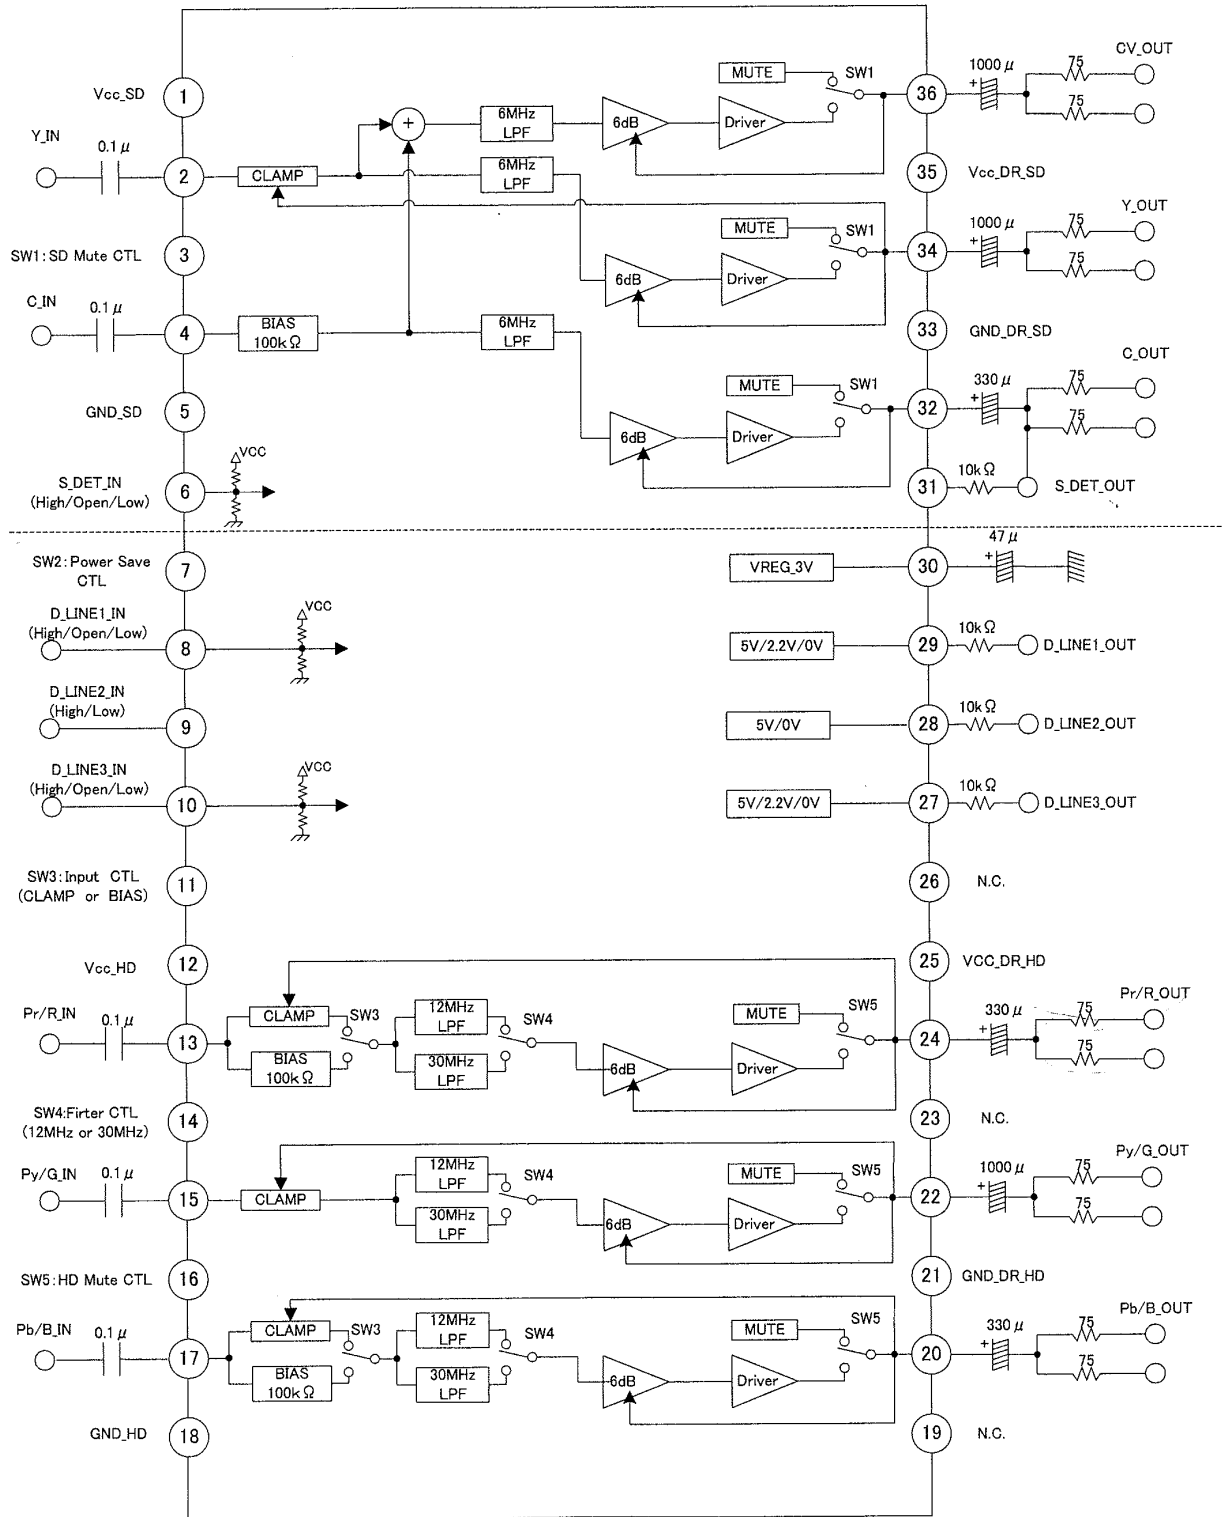 CV_OUT
1000μ
75
75
MUTE
SW1
Vcc_SD
1
36
6MHz
LPF
6dB
Driver
+
+
Y_IN
0.1μ
2
CLAMP
6MHz
LPF
35
Vcc_DR_SD
Y_OUT
1000μ
75
75
MUTE
SW1
SW1:SD Mute CTL
3
34
+
6dB
Driver
C_IN
0.1μ
4
BIAS
100kΩ
6MHz
LPF
33
GND_DR_SD
C_OUT
330μ
75
75
MUTE
SW1
GND_SD
5
32
+
6dB
Driver
VCC
S_DET_IN
(High/Open/Low)
6
31
10kΩ
S_DET_OUT
SW2:Power Save
CTL
7
VREG_3V
30
47μ
+
D_LINE1_IN
(High/Open/Low)
8
VCC
5V/2.2V/0V
29
10kΩ
D_LINE1_OUT
D_LINE2_IN
(High/Low)
9
5V/0V
28
10kΩ
D_LINE2_OUT
D_LINE3_IN
(High/Open/Low)
10
VCC
5V/2.2V/0V
27
10kΩ
D_LINE3_OUT
SW3:Input CTL
(CLAMP or BIAS)
11
26
N.C.
Vcc_HD
12
25
VCC_DR_HD
Pr/R_IN
0.1μ
13
CLAMP
BIAS
100kΩ
SW3
12MHz
LPF
30MHz
LPF
SW4
6dB
Driver
MUTE
SW5
24
330μ
+
75
75
Pr/R_OUT
SW4:Firter CTL
(12MHz or 30MHz)
14
23
N.C.
Py/G_IN
0.1μ
15
CLAMP
12MHz
LPF
30MHz
LPF
SW4
6dB
Driver
MUTE
SW5
22
1000μ
+
75
75
Py/G_OUT
SW5:HD Mute CTL
16
21
GND_DR_HD
Pb/B_IN
0.1μ
17
CLAMP
BIAS
100kΩ
SW3
12MHz
LPF
30MHz
LPF
SW4
6dB
Driver
MUTE
SW5
20
330μ
+
75
75
Pb/B_OUT
GND_HD
18
19
N.C.